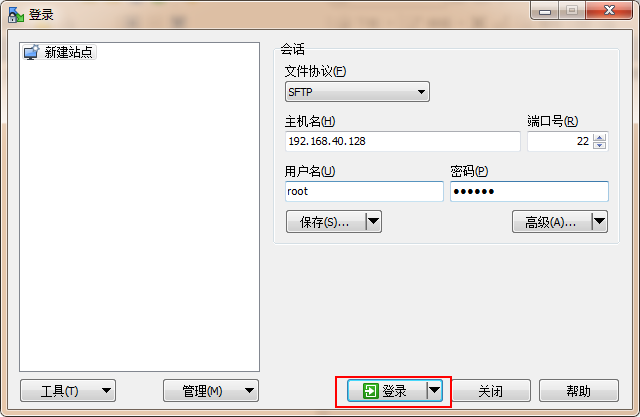 登录
新建站点
会话
文件协议(F)
SFTP
主机名(H) 端口号(R)
192.168.40.128 22
用户名(U) 密码(P)
root ●●●●●●
保存(S)... 高级(A)...
工具(T) 管理(M) 登录 关闭 帮助